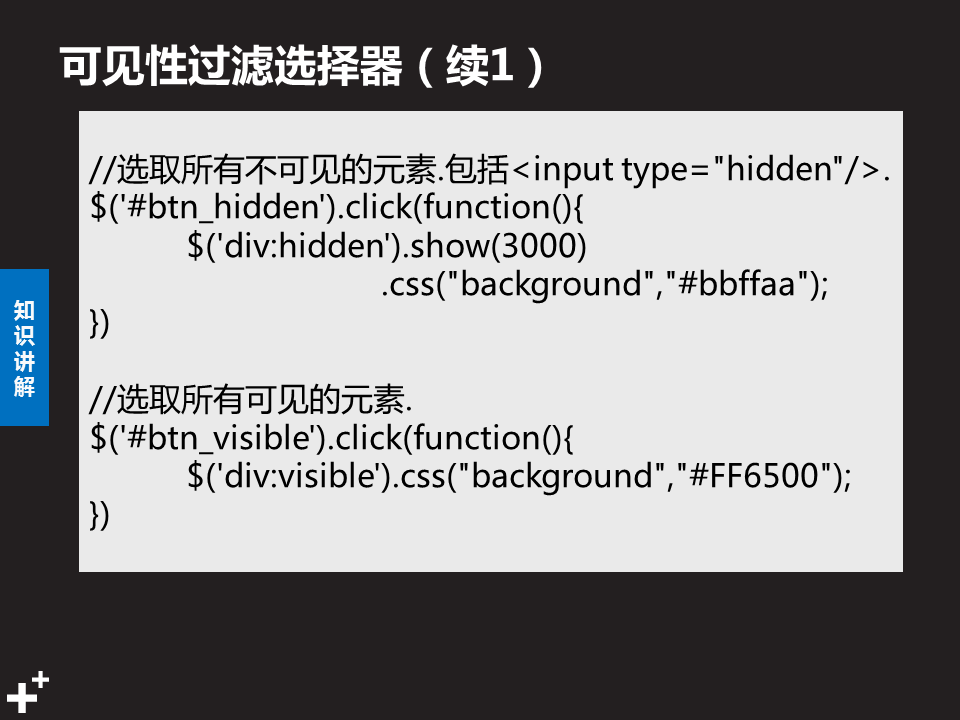 可见性过滤选择器（续1）
//选取所有不可见的元素.包括<input type="hidden"/>.
$('#btn_hidden').click(function(){
$('div:hidden').show(3000)
.css("background","#bbffaa");
})
//选取所有可见的元素.
$('#btn_visible').click(function(){
$('div:visible').css("background","#FF6500");
})
知识讲解